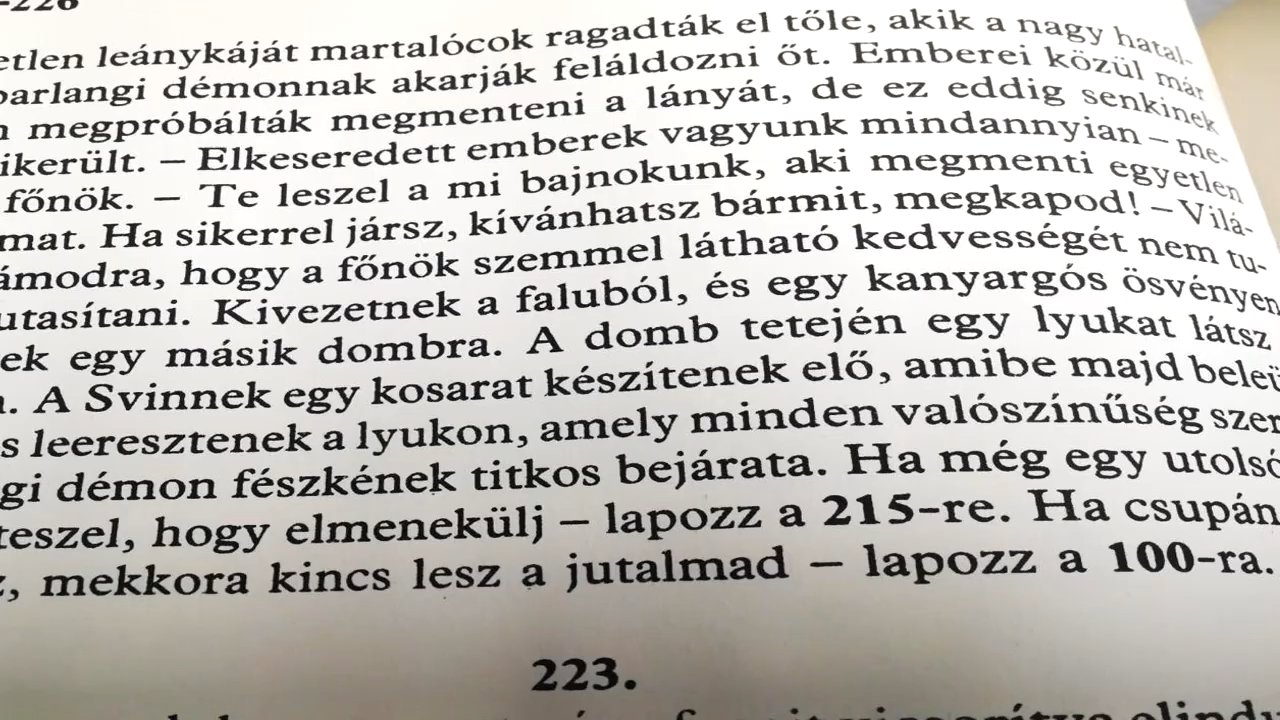 -226
etlen leánykáját martalócok ragadták el tőle, akik a nagy hatal-
barlangi démonnak akarják feláldozni őt. Emberei közül már
megpróbálták megmenteni a lányát, de ez eddig senkinek
ikerült. – Elkeseredett emberek vagyunk mindannyian – me-
főnök. – Te leszel a mi bajnokunk, aki megmenti egyetlen
mat. Ha sikerrel jársz, kívánhatsz bármit, megkapod! – Vilá-
ámodra, hogy a főnök szemmel látható kedvességét nem tu-
utasítani. Kivezetnek a faluból, és egy kanyargós ösvényen
ek egy másik dombra. A domb tetején egy lyukat látsz
. A Svinnek egy kosarat készítenek elő, amibe majd beleü
s leeresztenek a lyukon, amely minden valószínűség szer
gi démon fészkének titkos bejárata. Ha még egy utolsó
teszel, hogy elmenekülj – lapozz a 215-re. Ha csupán
z, mekkora kincs lesz a jutalmad – lapozz a 100-ra.
223.